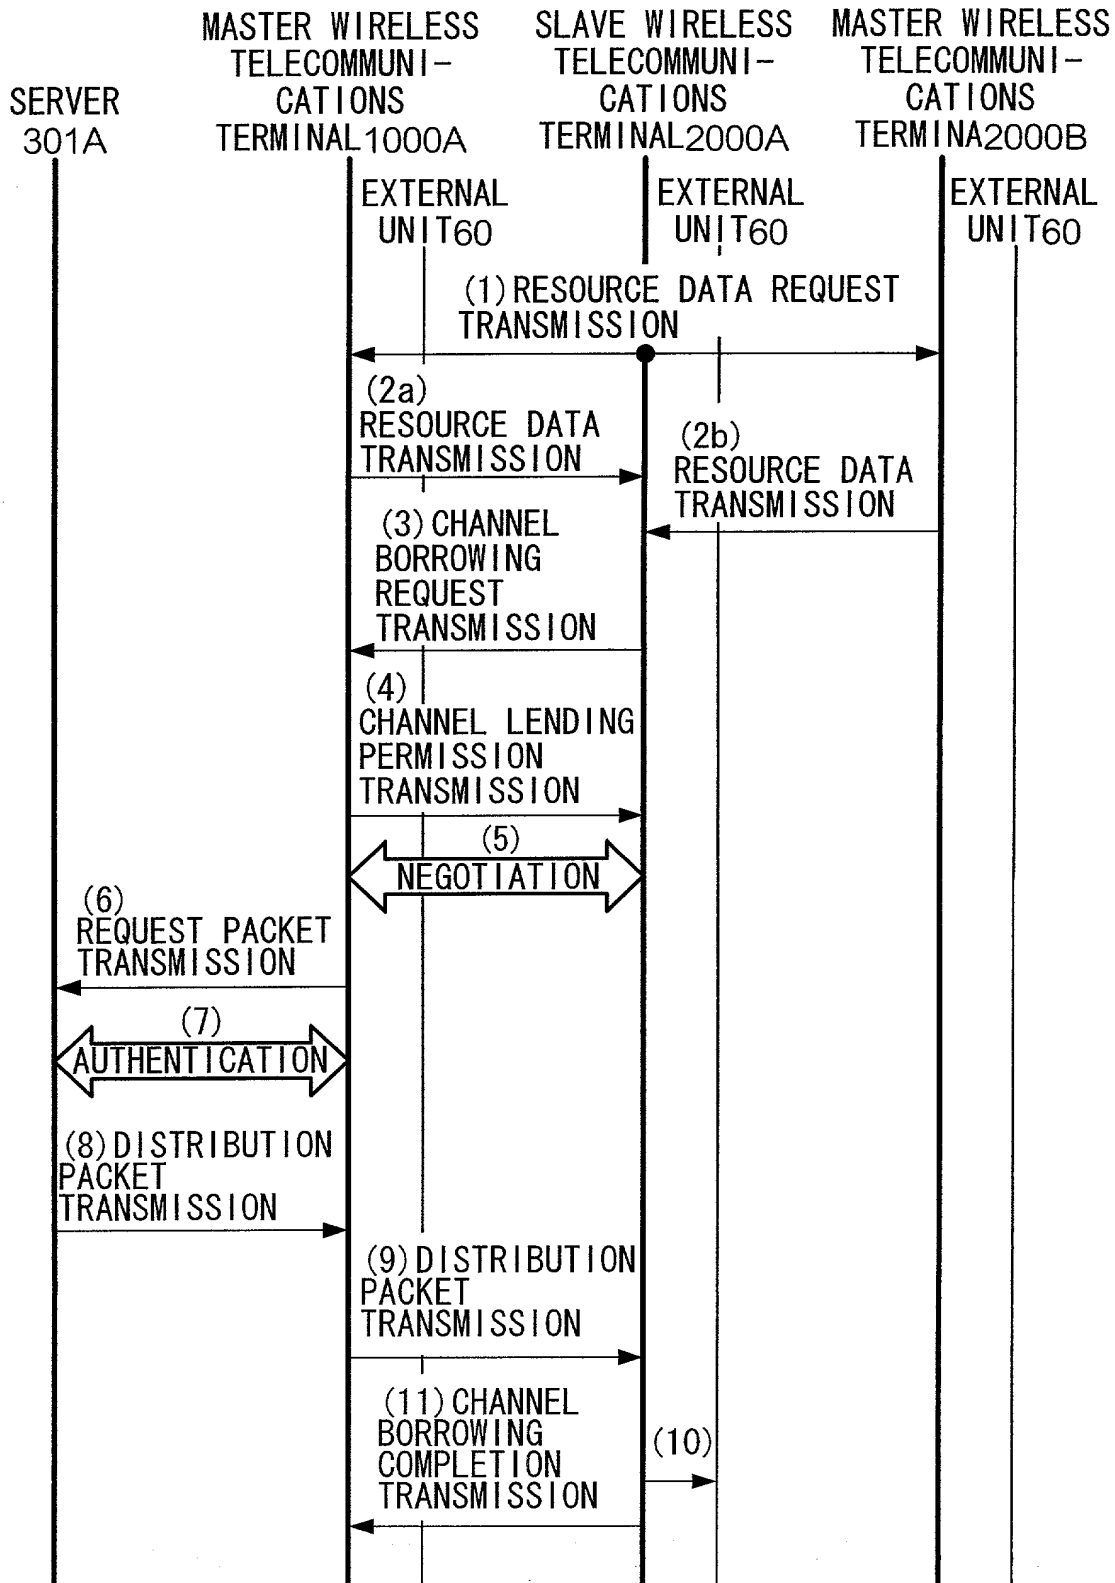 MASTER WIRELESS
TELECOMMUNI-
CATIONS
TERMINAL1000A
SLAVE WIRELESS
TELECOMMUNI-
CATIONS
TERMINAL2000A
MASTER WIRELESS
TELECOMMUNI-
CATIONS
TERMINA2000B
SERVER
301A
EXTERNAL
UNIT60
EXTERNAL
UNIT60
EXTERNAL
UNIT60
(1) RESOURCE DATA REQUEST
TRANSMISSION
(2a)
RESOURCE DATA
TRANSMISSION
(2b)
RESOURCE DATA
TRANSMISSION
(3) CHANNEL
BORROWING
REQUEST
TRANSMISSION
(4)
CHANNEL LENDING
PERMISSION
TRANSMISSION
(5)
NEGOTIATION
(6)
REQUEST PACKET
TRANSMISSION
(7)
AUTHENTICATION
(8) DISTRIBUTION
PACKET
TRANSMISSION
(9) DISTRIBUTION
PACKET
TRANSMISSION
(11) CHANNEL
BORROWING
COMPLETION
TRANSMISSION
(10)